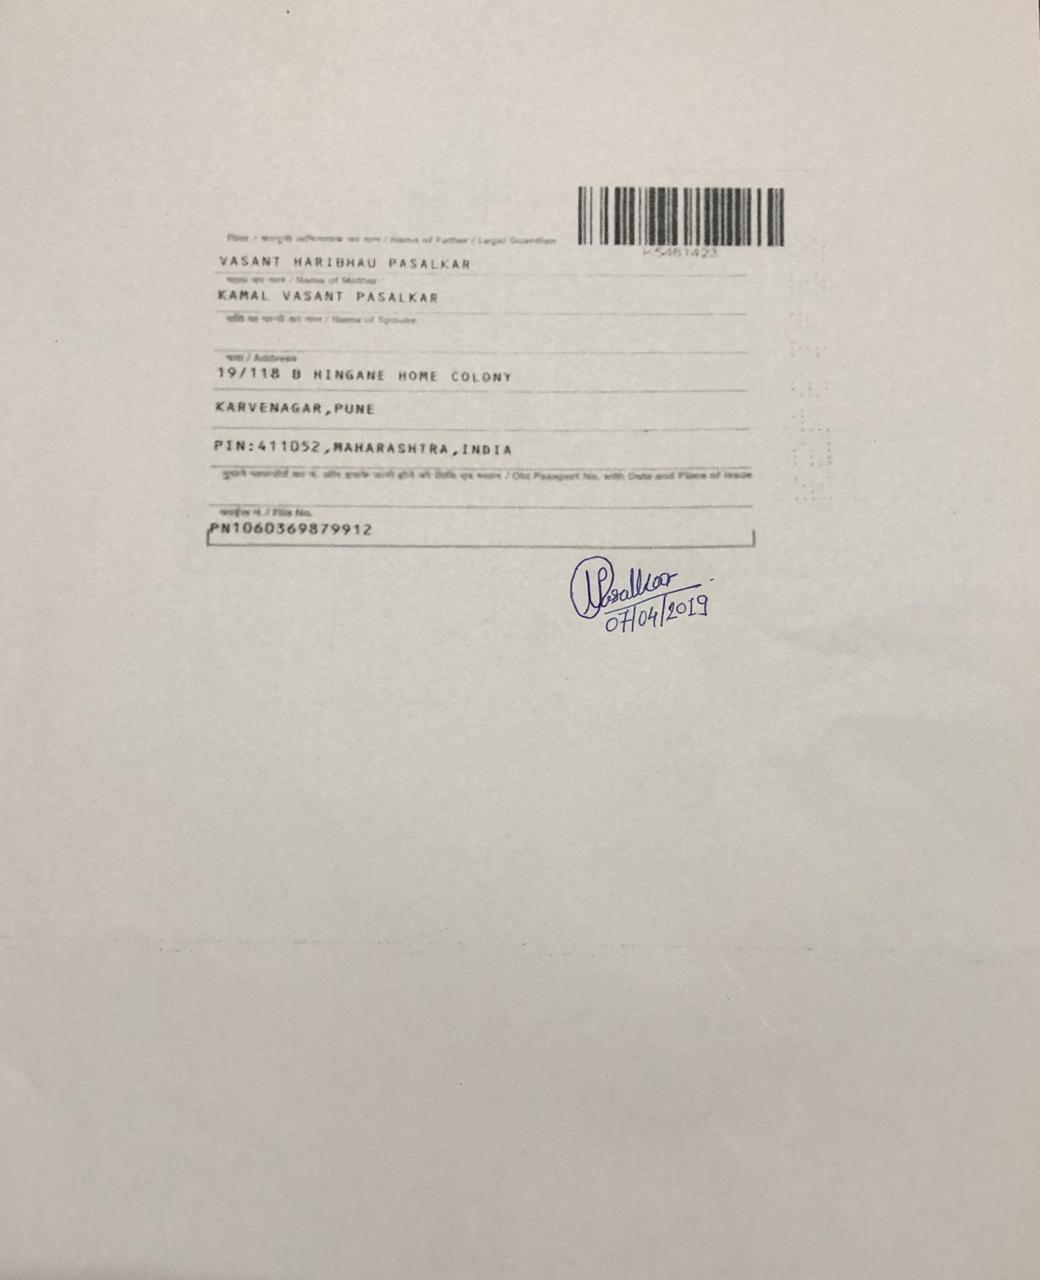 K5461423
पिता / कानूनी अभिभावक का नाम / Name of Father / Legal Guardian
VASANT HARIBHAU PASALKAR
माता का नाम / Name of Mother
KAMAL VASANT PASALKAR
पति या पत्नी का नाम / Name of Spouse
पता / Address
19/118 B HINGANE HOME COLONY
KARVENAGAR,PUNE
PIN:411052,MAHARASHTRA,INDIA
पुराने पासपोर्ट का नं. और इसके जारी होने की तिथि एवं स्थान / Old Passport No. with Date and Place of Issue
फाईल नं. / File No.
PN1060369879912
Pasalkar
07/04/2019